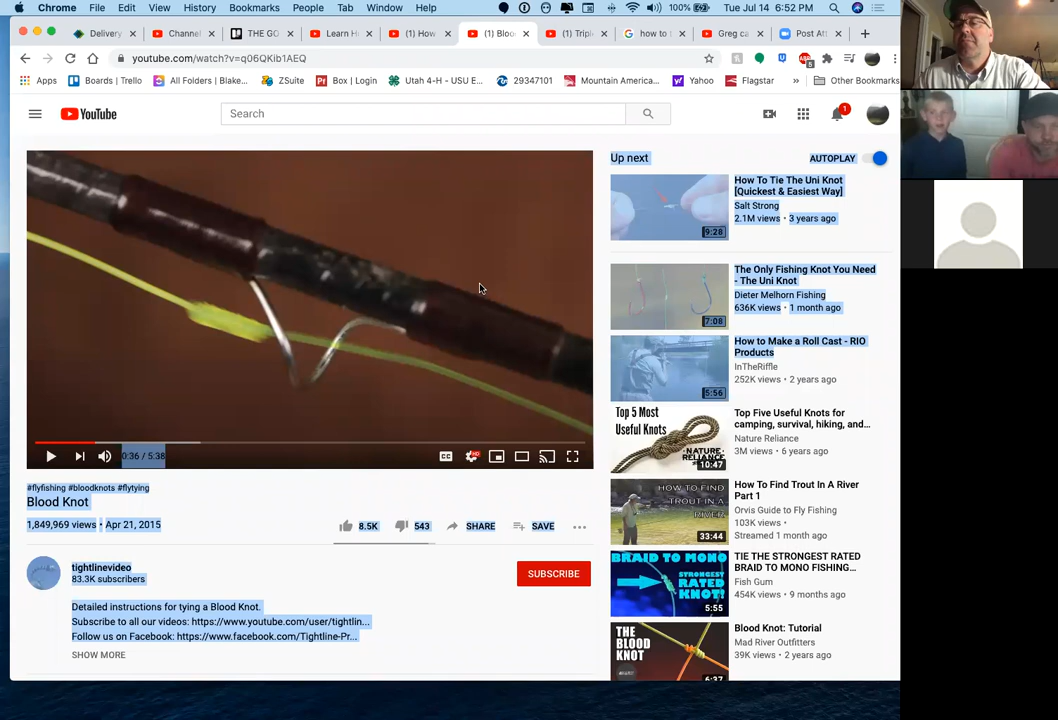 Chrome File Edit View History Bookmarks People Tab Window Help 100% Tue Jul 14 6:52 PM
Delivery Channel THE GO Learn H (1) How (1) Bloo (1) Tripl how to t Greg ca Post Att
youtube.com/watch?v=q06QKib1AEQ
Apps Boards | Trello All Folders | Blake... ZSuite Box | Login Utah 4-H - USU E... 29347101 Mountain America... Yahoo Flagstar » Other Bookmarks
YouTube Search 1
Up next AUTOPLAY
How To Tie The Uni Knot
[Quickest & Easiest Way]
Salt Strong
2.1M views • 3 years ago
9:28
The Only Fishing Knot You Need
- The Uni Knot
Dieter Melhorn Fishing
636K views • 1 month ago
7:08
How to Make a Roll Cast - RIO
Products
InTheRiffle
252K views • 2 years ago
5:56
Top 5 Most
Useful Knots
NATURE
RELIANCE
10:47
Top Five Useful Knots for
camping, survival, hiking, and...
Nature Reliance
3M views • 6 years ago
HOW TO FIND
TROUT IN A
RIVER
33:44
How To Find Trout In A River
Part 1
Orvis Guide to Fly Fishing
103K views •
Streamed 1 month ago
BRAID TO MONO
STRONGEST
RATED
KNOT!
5:55
TIE THE STRONGEST RATED
BRAID TO MONO FISHING...
Fish Gum
454K views • 9 months ago
THE
BLOOD
KNOT
6:37
Blood Knot: Tutorial
Mad River Outfitters
39K views • 2 years ago
0:36 / 5:38
CC
#flyfishing #bloodknots #flytying
Blood Knot
1,849,969 views • Apr 21, 2015
8.5K 543 SHARE SAVE
tightlinevideo
83.3K subscribers
SUBSCRIBE
Detailed instructions for tying a Blood Knot.
Subscribe to all our videos: https://www.youtube.com/user/tightlin...
Follow us on Facebook: https://www.facebook.com/Tightline-Pr...
SHOW MORE